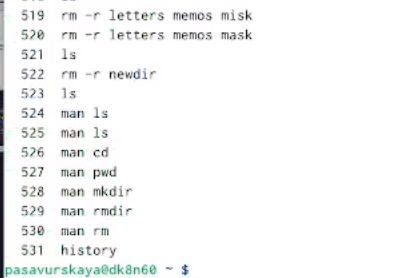 519 rm -r letters memos misk
520 rm -r letters memos mask
521 ls
522 rm -r newdir
523 ls
524 man ls
525 man ls
526 man cd
527 man pwd
528 man mkdir
529 man rmdir
530 man rm
531 history
pasavurskaya@dk8n60 ~ $